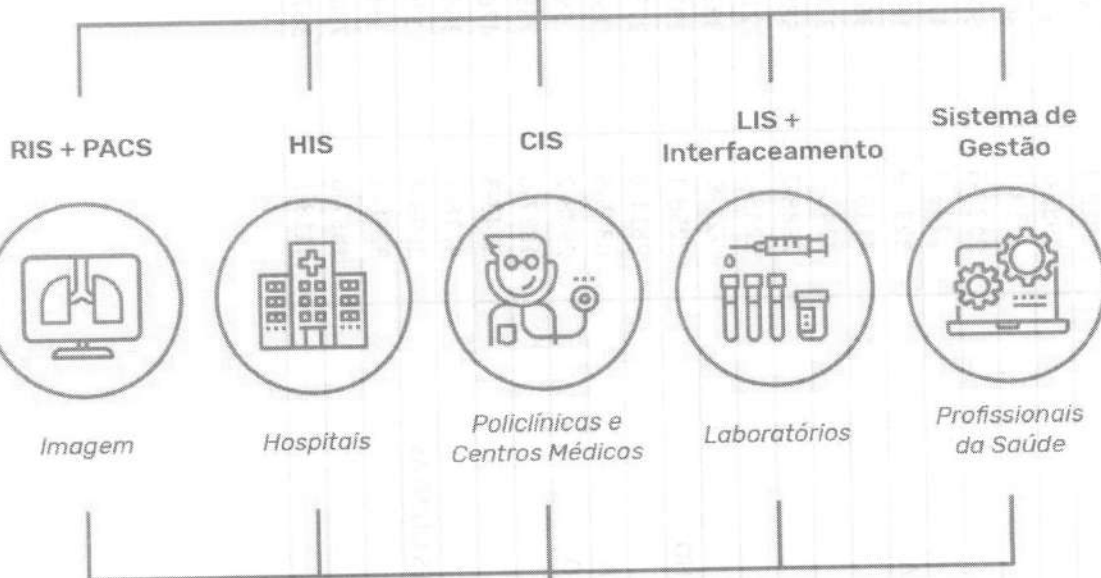 RIS + PACS
HIS
CIS
LIS +
Interfaceamento
Sistema de
Gestão
Imagem
Hospitais
Policlínicas e
Centros Médicos
Laboratórios
Profissionais
da Saúde